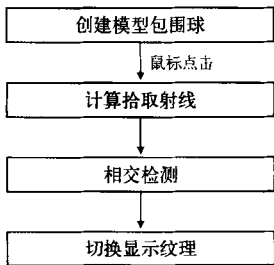 创建模型包围球
鼠标点击
计算拾取射线
相交检测
切换显示纹理